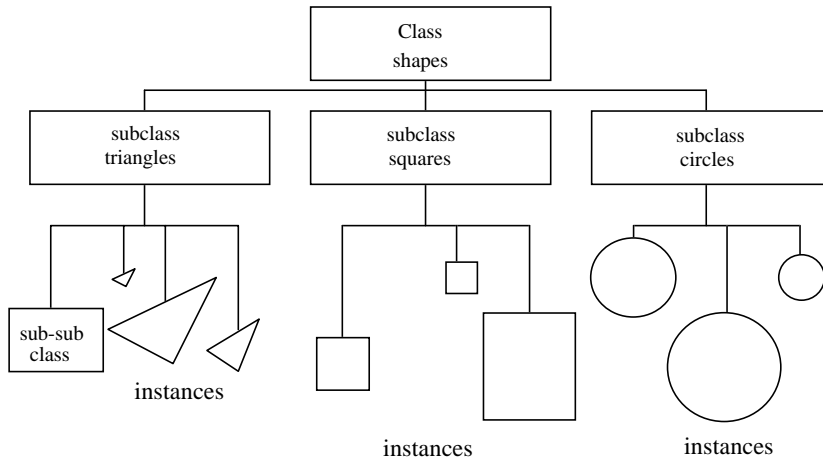 Class
shapes
subclass
triangles
subclass
squares
subclass
circles
sub-sub
class
instances
instances
instances